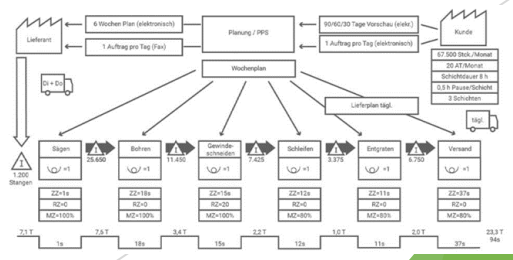 6 Wochen Plan (elektronisch)
Planung / PPS
90/60/30 Tage Vorschau (elekr.)
Lieferant
Kunde
1 Auftrag pro Tag (Fax)
1 Auftrag pro Tag (elektronisch)
67.500 Stck./Monat
20 AT/Monat
Schichtdauer 8 h
0,5 h Pause/Schicht
3 Schichten
Wochenplan
Di + Do
Lieferplan tägl.
tägl.
Sägen
Bohren
Gewinde-
schneiden
Schleifen
Entgraten
Versand
I
1.200
Stangen
=1
I
25.650
=1
I
11.450
=1
I
7.425
=1
I
3.375
=1
I
6.750
=1
ZZ=1s
RZ=0
MZ=100%
ZZ=18s
RZ=0
MZ=100%
ZZ=15s
RZ=20
MZ=100%
ZZ=12s
RZ=0
MZ=80%
ZZ=11s
RZ=0
MZ=80%
ZZ=37s
RZ=0
MZ=80%
7,1 T
1s
7,6 T
18s
3,4 T
15s
2,2 T
12s
1,0 T
11s
2,0 T
37s
23,3 T
94s